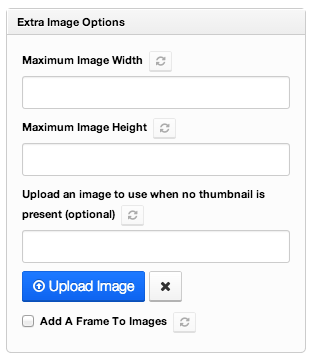 Extra Image Options
Maximum Image Width
Maximum Image Height
Upload an image to use when no thumbnail is
present (optional)
Upload Image
Add A Frame To Images